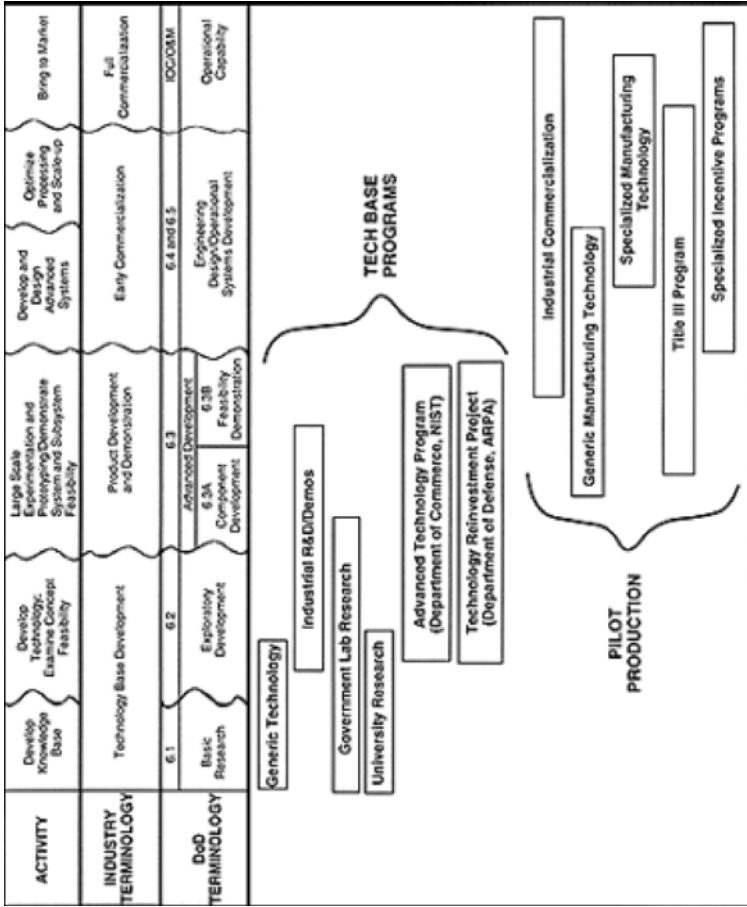 ACTIVITY
Develop
Knowledge
Base
Develop
Technology;
Examine Concept
Feasibility
Large Scale
Experimentation and
Protoyping/Demonstrate
System and Subsystem
Feasibility
Develop and
Design
Advanced
Systems
Optimize
Processing
and Scale-up
Bring to Market
INDUSTRY
TERMINOLOGY
Technology Base Development
Product Development
and Demonstration
Early Commercialization
Full
Commercialization
DoD
TERMINOLOGY
6.1
6.2
6.3
6.4 and 6.5
IOC/O&M
Basic
Research
Exploratory
Development
Advanced Development
6.3A
Component
Development
6.3B
Feasibility
Demonstration
Engineering
Design/Operational
Systems Development
Operational
Capability
Generic Technology
Industrial R&D/Demos
Government Lab Research
University Research
Advanced Technology Program
(Department of Commerce, NIST)
Technology Reinvestment Project
(Department of Defense, ARPA)
TECH BASE
PROGRAMS
PILOT
PRODUCTION
Industrial Commercialization
Generic Manufacturing Technology
Specialized Manufacturing
Technology
Title III Program
Specialized Incentive Programs